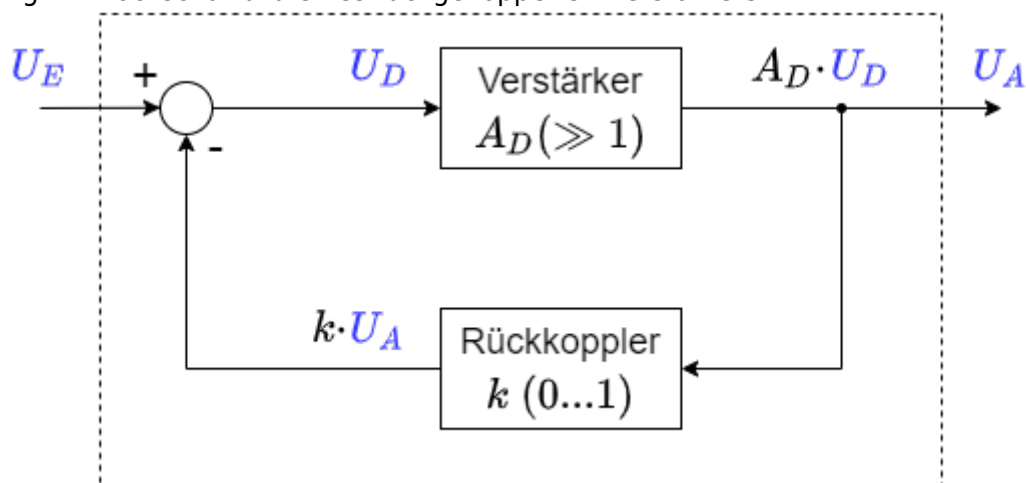 U_E
+
U_D
Verstärker
A_D(≫ 1)
A_D·U_D
U_A
-
k·U_A
Rückkoppler
k (0...1)